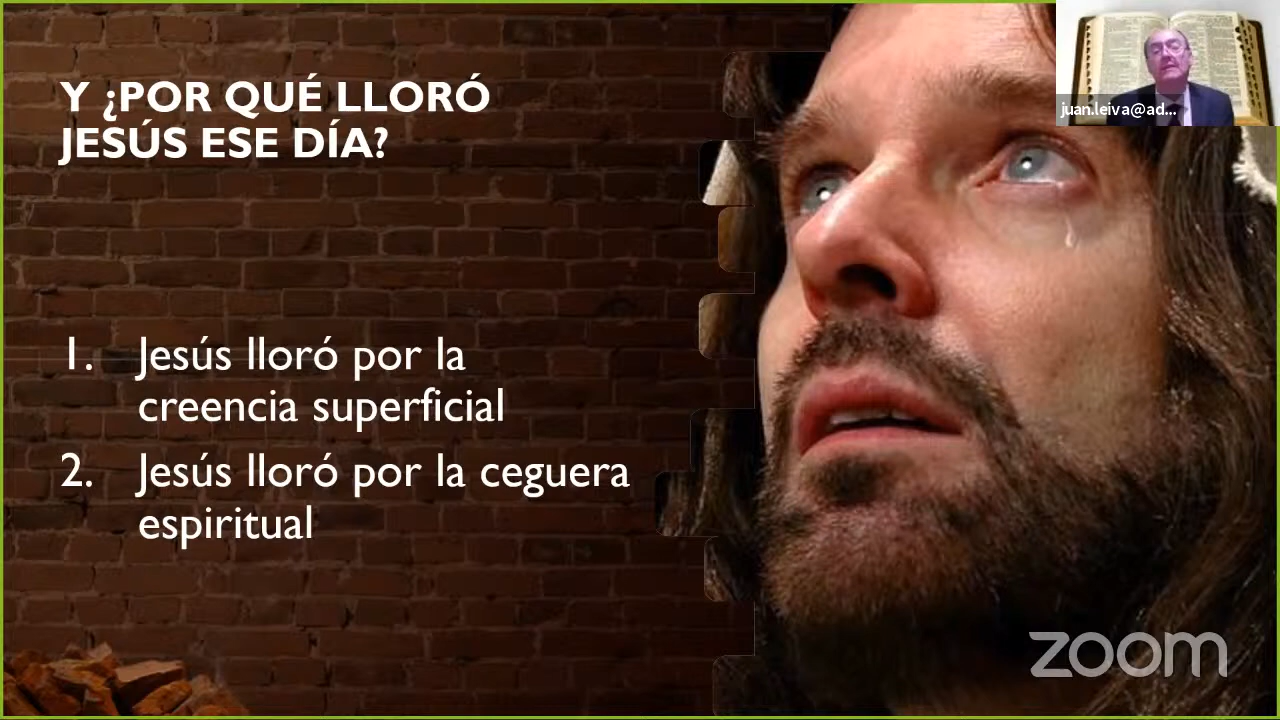 Y ¿POR QUÉ LLORÓ
JESÚS ESE DÍA?
1. Jesús lloró por la
creencia superficial
2. Jesús lloró por la ceguera
espiritual
juan.leiva@ad...
zoom